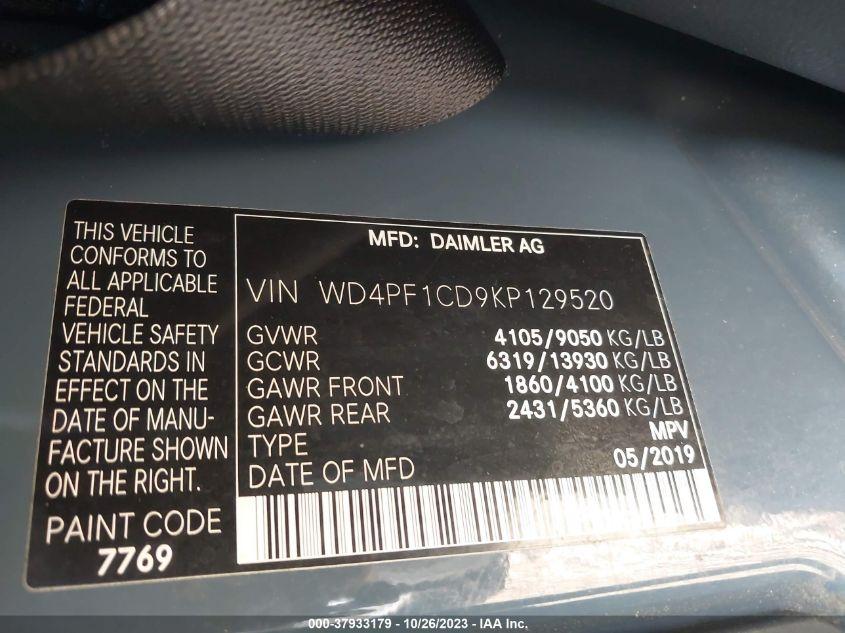 THIS VEHICLE
CONFORMS TO
ALL APPLICABLE
FEDERAL
VEHICLE SAFETY
STANDARDS IN
EFFECT ON THE
DATE OF MANU-
FACTURE SHOWN
ON THE RIGHT.
PAINT CODE
7769
MFD: DAIMLER AG
VIN WD4PF1CD9KP129520
GVWR 4105/9050 KG/LB
GCWR 6319/13930 KG/LB
GAWR FRONT 1860/4100 KG/LB
GAWR REAR 2431/5360 KG/LB
TYPE MPV
DATE OF MFD 05/2019
000-37933179 - 10/26/2023 - IAA Inc.